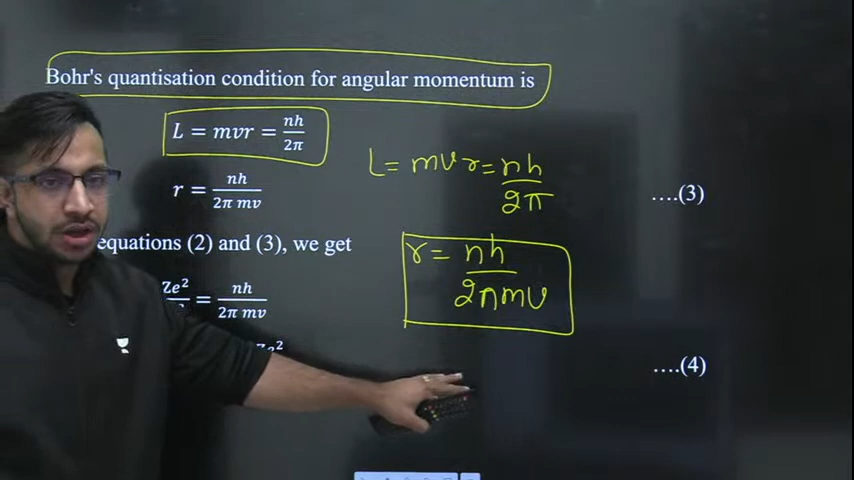 Bohr's quantisation condition for angular momentum is
L = mvr = nh/2π
L = mvr = nh/2π
r = nh/2π mv ....(3)
equations (2) and (3), we get
r = nh/2πmv
Ze² = nh/2π mv
....(4)